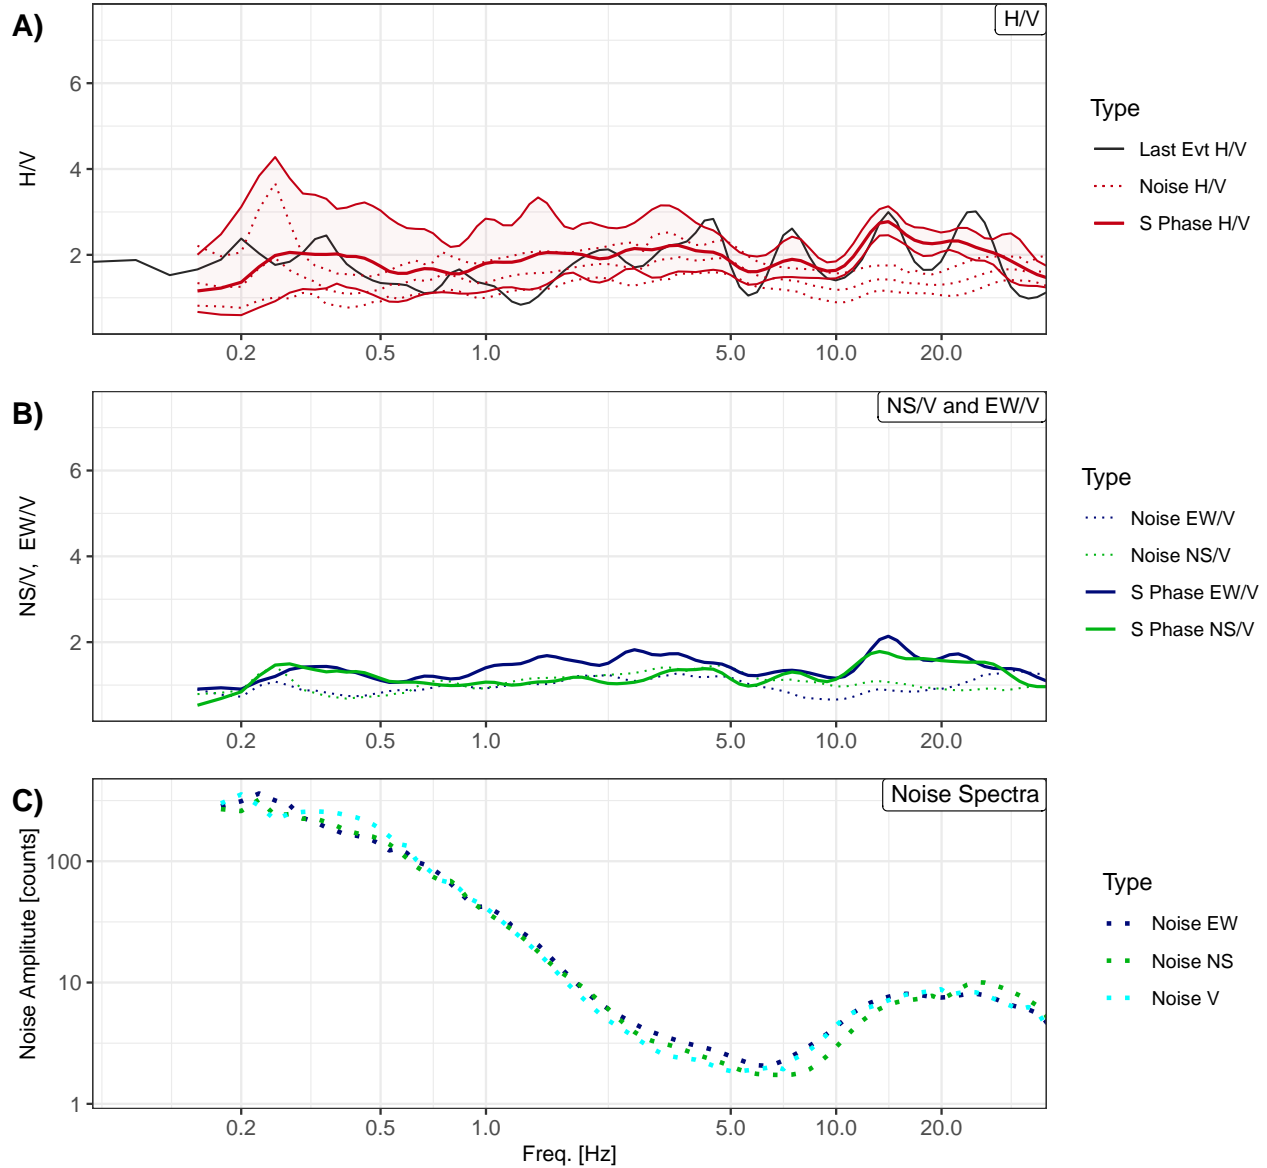 A)
H/V
6
4
2
H/V
0.2 0.5 1.0 5.0 10.0 20.0
Type
Last Evt H/V
Noise H/V
S Phase H/V
B)
NS/V and EW/V
6
4
2
NS/V, EW/V
0.2 0.5 1.0 5.0 10.0 20.0
Type
Noise EW/V
Noise NS/V
S Phase EW/V
S Phase NS/V
C)
Noise Spectra
100
10
1
Noise Amplitute [counts]
0.2 0.5 1.0 5.0 10.0 20.0
Freq. [Hz]
Type
Noise EW
Noise NS
Noise V